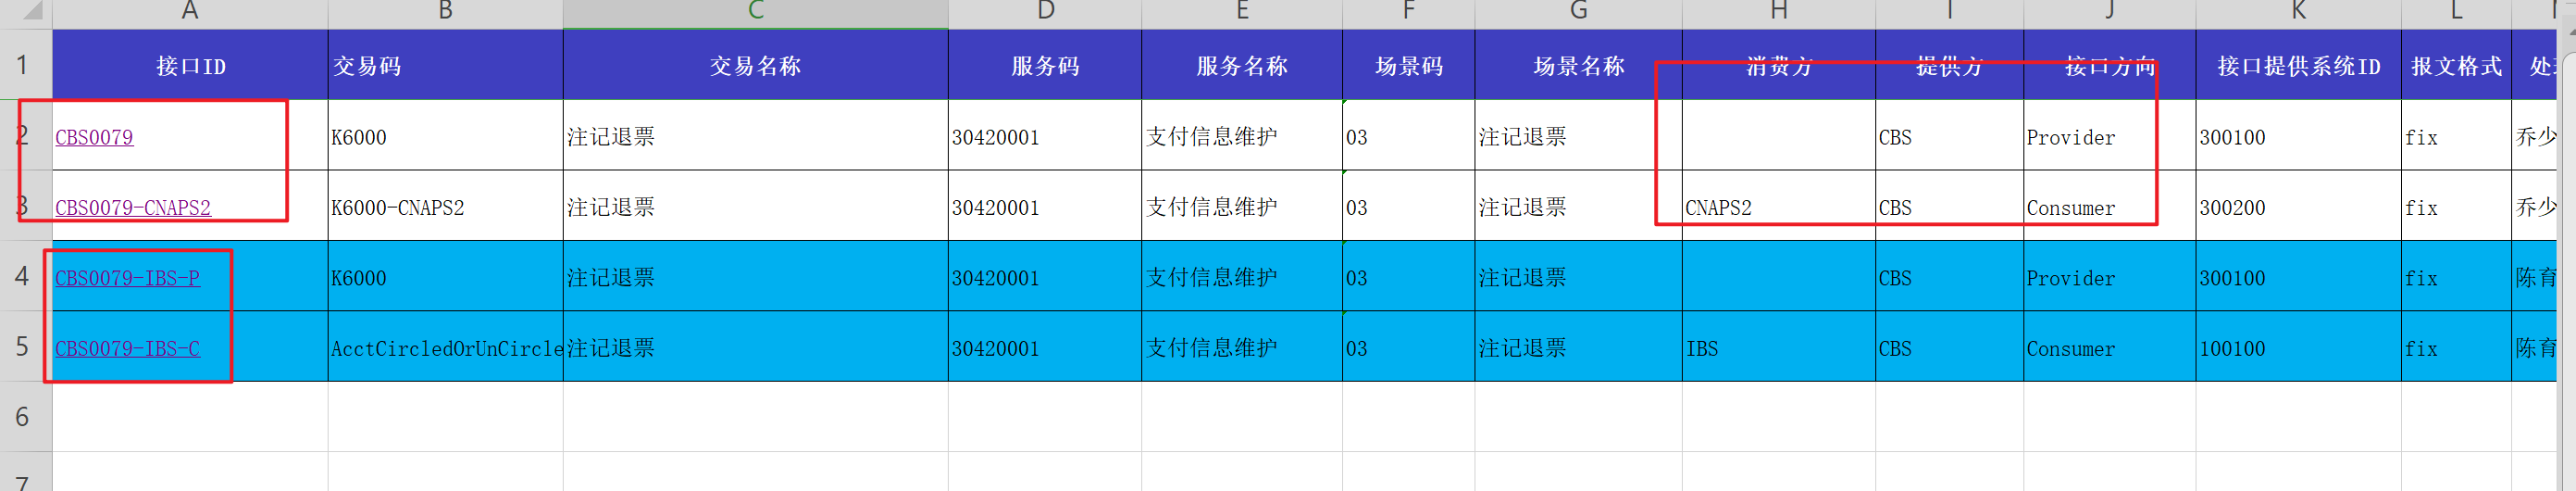 A B C D E F G H I J K L
1 接口ID 交易码 交易名称 服务码 服务名称 场景码 场景名称 消费方 提供方 接口方向 接口提供系统ID 报文格式
2 CBS0079 K6000 注记退票 30420001 支付信息维护 03 注记退票 CBS Provider 300100 fix 乔少
3 CBS0079-CNAPS2 K6000-CNAPS2 注记退票 30420001 支付信息维护 03 注记退票 CNAPS2 CBS Consumer 300200 fix 乔少
4 CBS0079-IBS-P K6000 注记退票 30420001 支付信息维护 03 注记退票 CBS Provider 300100 fix 陈育
5 CBS0079-IBS-C AcctCircledOrUnCircle 注记退票 30420001 支付信息维护 03 注记退票 IBS CBS Consumer 100100 fix 陈育
6
7